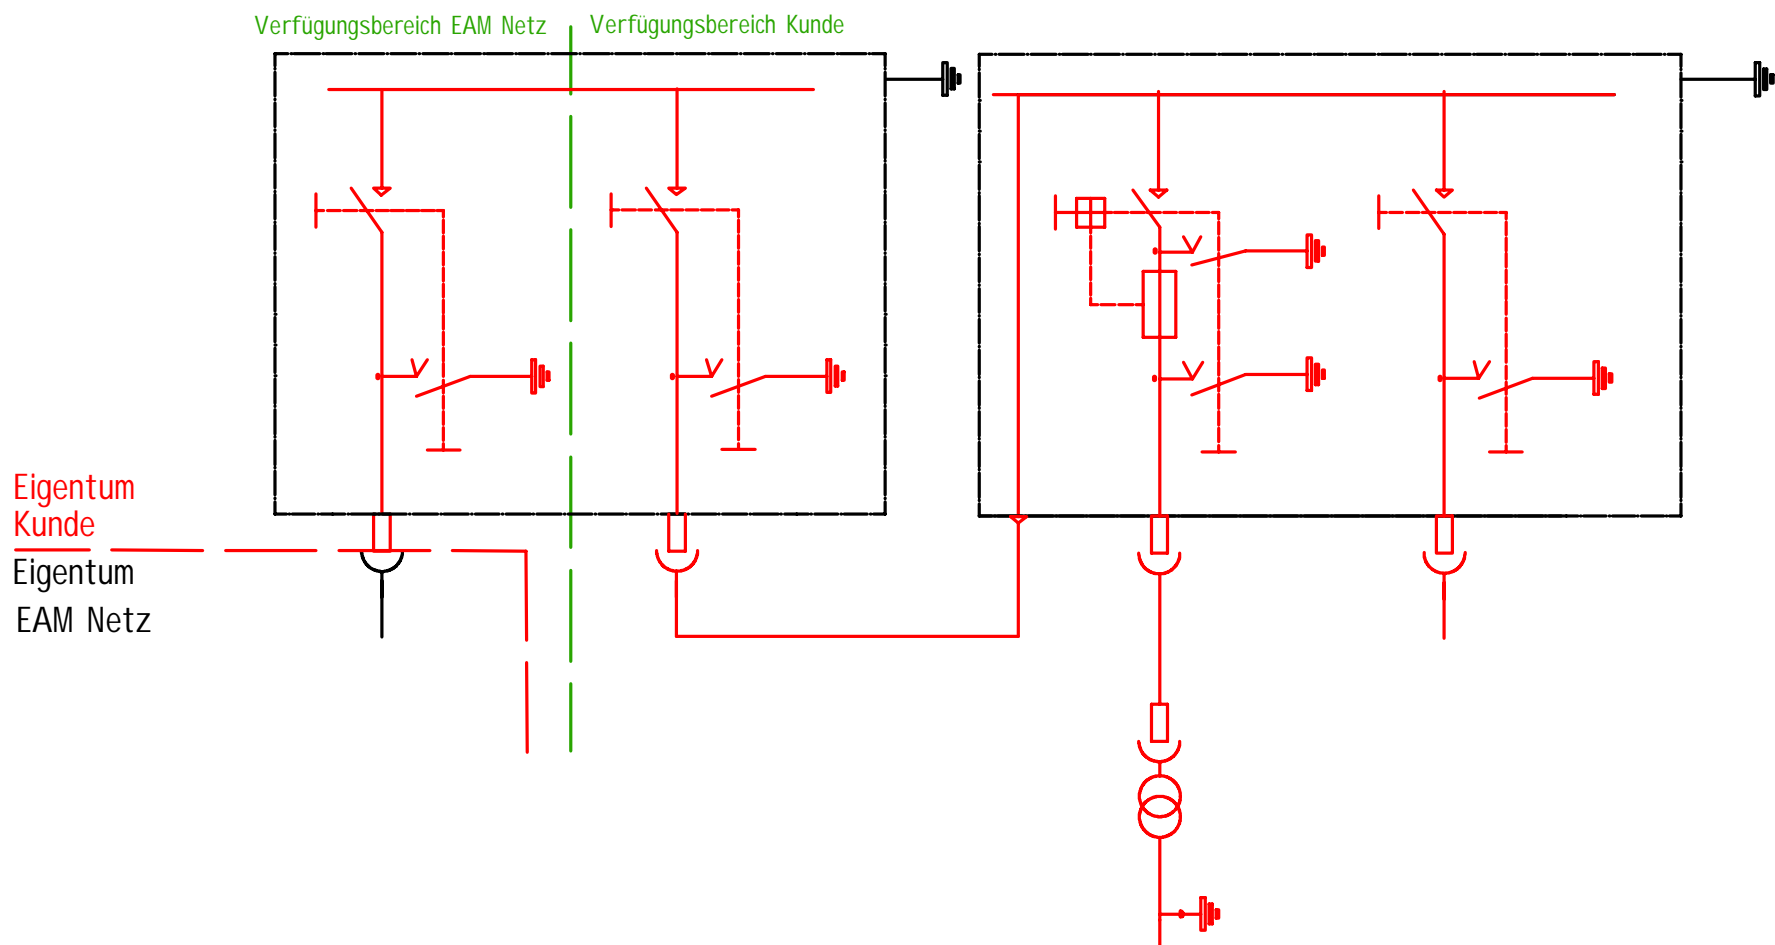 Verfügungsbereich EAM Netz
Verfügungsbereich Kunde
Eigentum
Kunde
Eigentum
EAM Netz